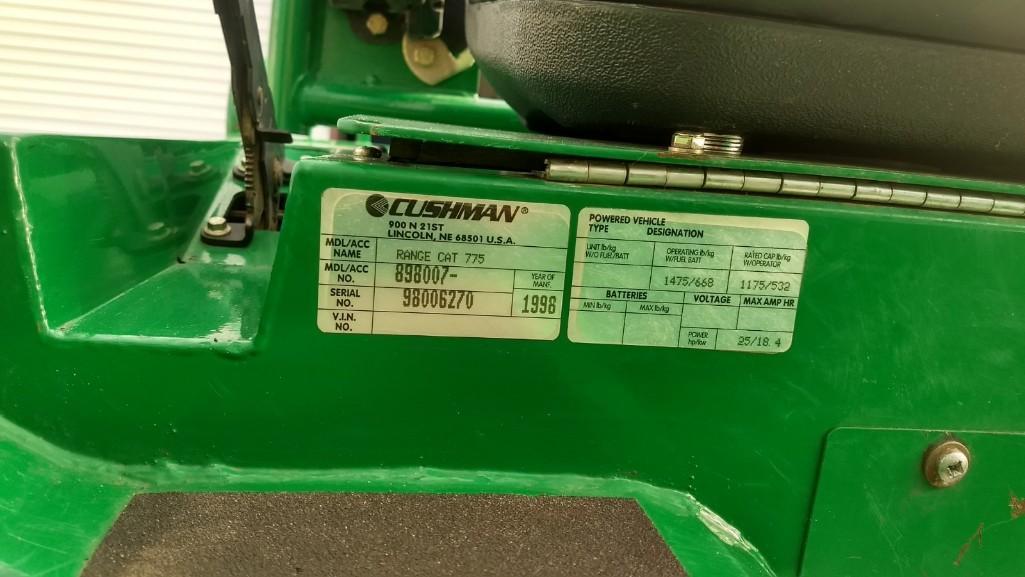 CUSHMAN®
900 N 21ST
LINCOLN, NE 68501 U.S.A.
MDL/ACC NAME RANGE CAT 775
MDL/ACC NO. 898007-
YEAR OF MANF.
SERIAL NO. 98006270 1998
V.I.N. NO.
POWERED VEHICLE
TYPE DESIGNATION
UNIT lb/kg W/O FUEL/BATT
OPERATING lb/kg W/FUEL BATT
RATED CAP lb/kg W/OPERATOR
1475/668 1175/532
BATTERIES VOLTAGE MAX AMP HR
MIN lb/kg MAX lb/kg
POWER hp/kw 25/18.4